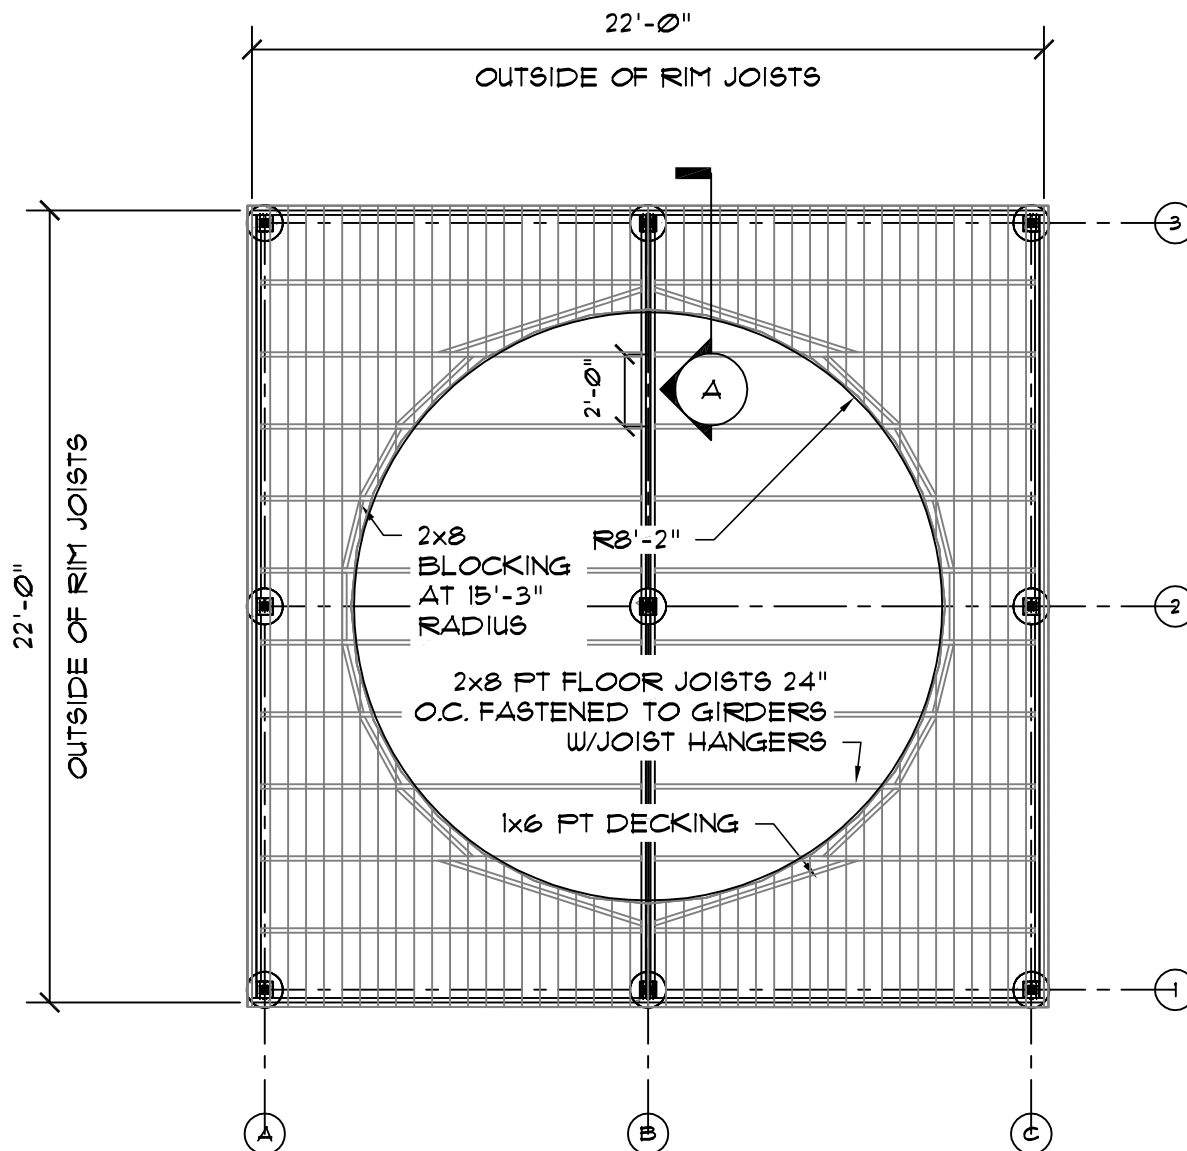 22'-0"
OUTSIDE OF RIM JOISTS
3
22'-0"
OUTSIDE OF RIM JOISTS
2'-0"
A
2x8
BLOCKING
AT 15'-3"
RADIUS
R8'-2"
2
2x8 PT FLOOR JOISTS 24"
O.C. FASTENED TO GIRDERS
W/JOIST HANGERS
1x6 PT DECKING
1
A
B
C